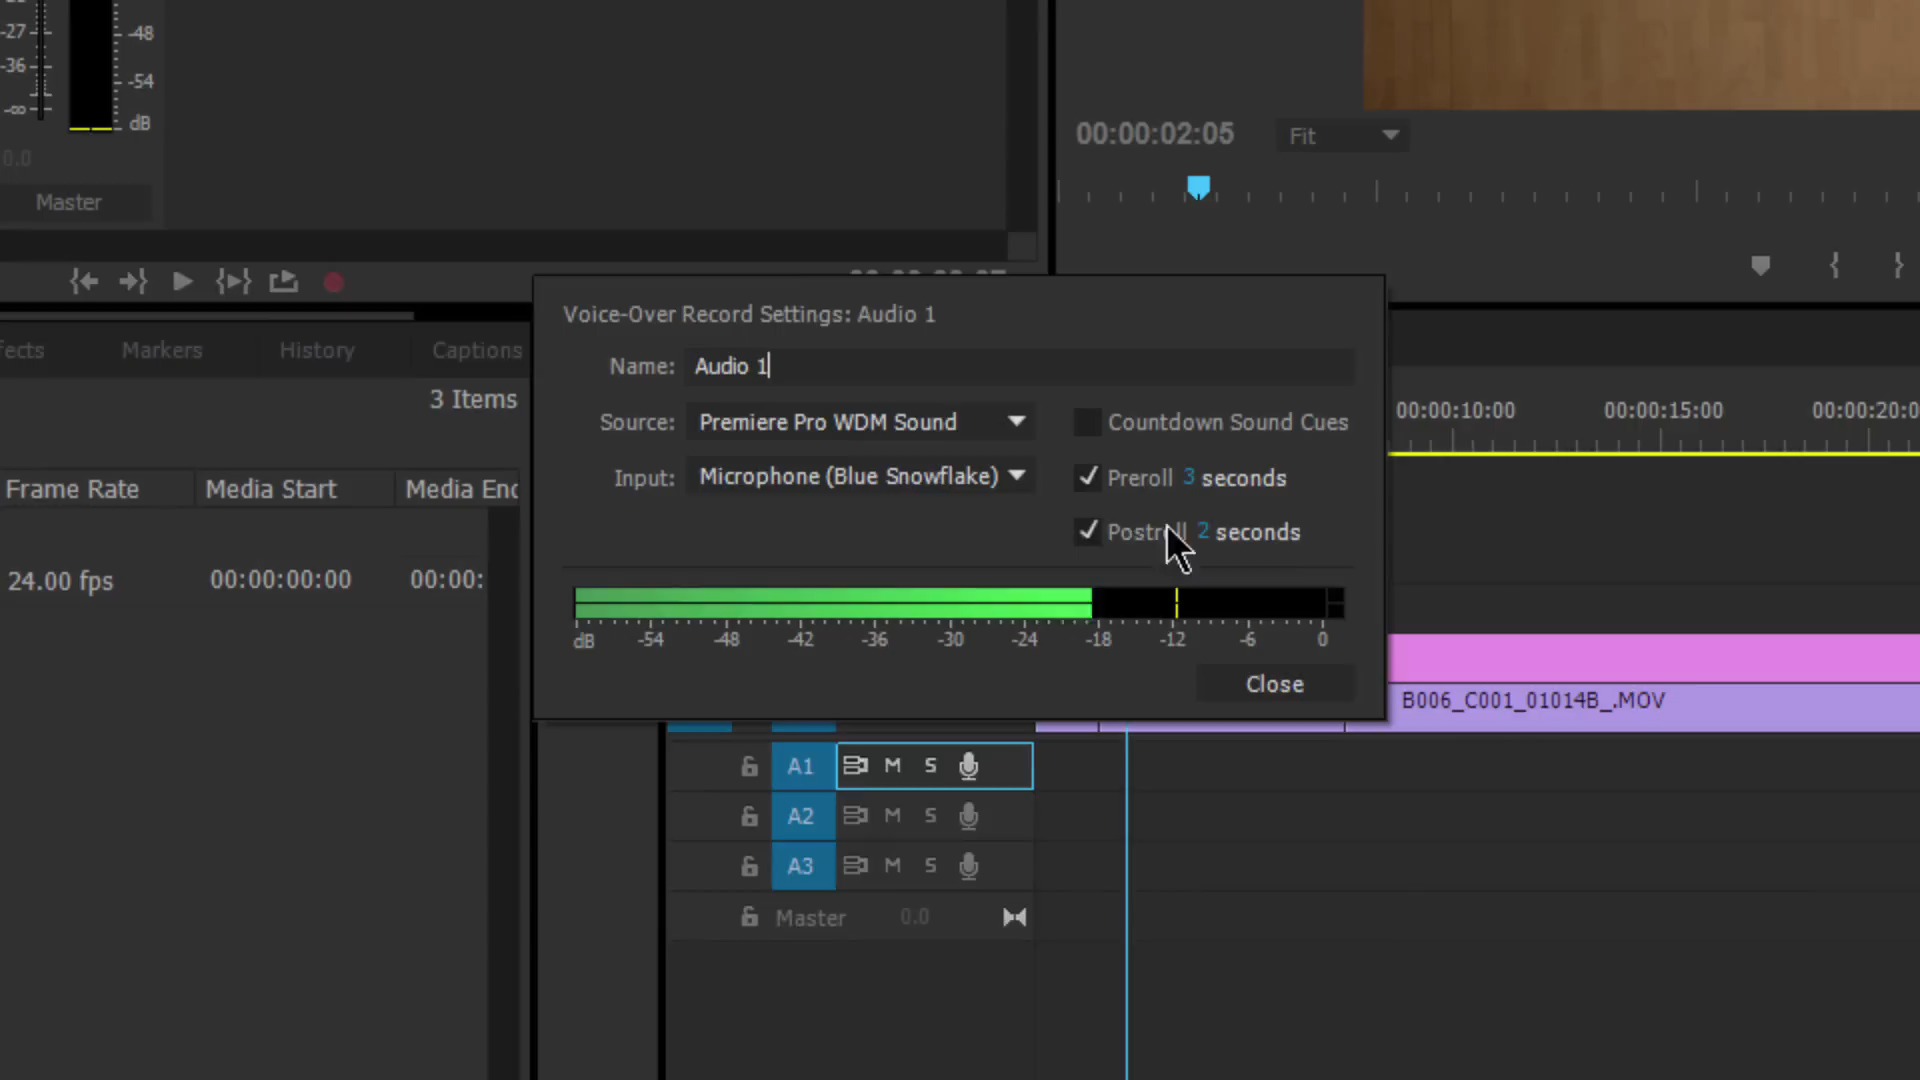 -27
-36
-∞
0.0
-48
-54
dB
Master
00:00:02:05
Fit
Markers
History
Captions
3 Items
Frame Rate
Media Start
Media End
24.00 fps
00:00:00:00
00:00:
Voice-Over Record Settings: Audio 1
Name: Audio 1
Source: Premiere Pro WDM Sound
Countdown Sound Cues
Input: Microphone (Blue Snowflake)
Preroll 3 seconds
Postroll 2 seconds
dB -54 -48 -42 -36 -30 -24 -18 -12 -6 0
Close
00:00:10:00
00:00:15:00
00:00:20:0
B006_C001_01014B_.MOV
A1 M S
A2 M S
A3 M S
Master 0.0